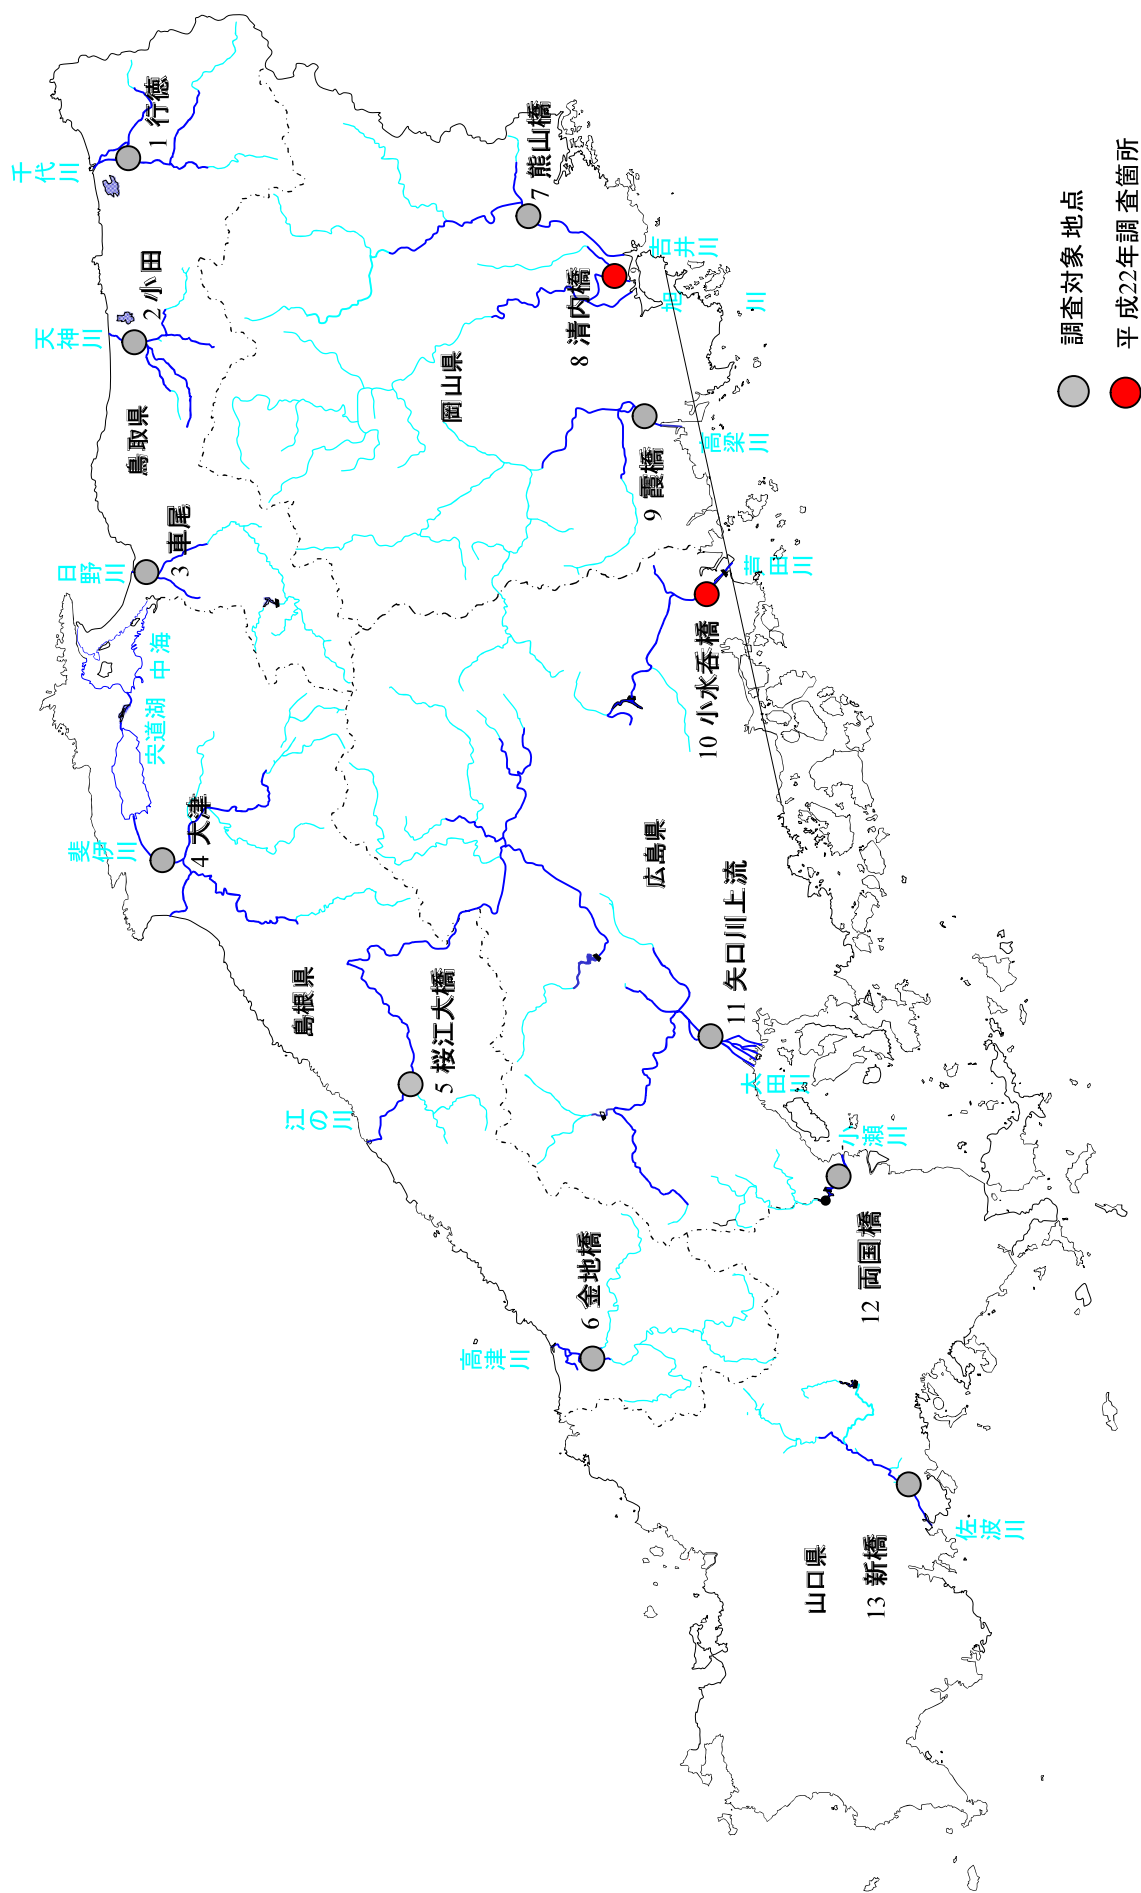 千代川
1 行徳
天神川
2 小田
鳥取県
日野川
3 車尾
中海
宍道湖
斐伊川
4 大津
島根県
江の川
5 桜江大橋
高津川
6 金地橋
7 熊山橋
吉井川
8 清内橋
旭川
岡山県
9 霞橋
高梁川
10 小水呑橋
芦田川
広島県
11 矢口川上流
太田川
12 両国橋
小瀬川
山口県
13 新橋
佐波川
調査対象地点
平成22年調査箇所